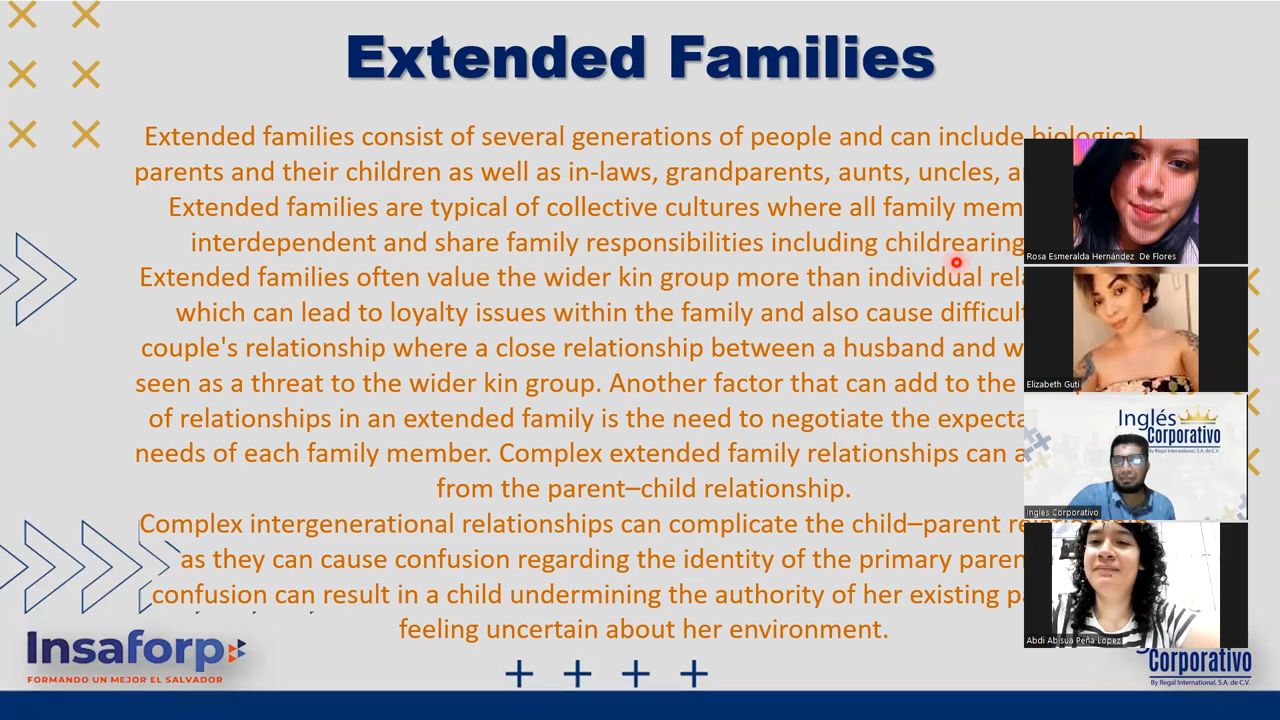 Extended Families
Extended families consist of several generations of people and can include biological
parents and their children as well as in-laws, grandparents, aunts, uncles,
Extended families are typical of collective cultures where all family
interdependent and share family responsibilities including childrearing
Extended families often value the wider kin group more than individual
which can lead to loyalty issues within the family and also cause
couple's relationship where a close relationship between a husband and
seen as a threat to the wider kin group. Another factor that can add to the
of relationships in an extended family is the need to negotiate the
needs of each family member. Complex extended family relationships can
from the parent–child relationship.
Complex intergenerational relationships can complicate the child–parent
as they can cause confusion regarding the identity of the primary
confusion can result in a child undermining the authority of her existing
feeling uncertain about her environment.
Rosa Esmeralda Hernández De Flores
Elizabeth Guti
Inglés
Corporativo
By Regal International, S.A. de C.V.
Ingles Corporativo
Abdi Abisua Peña Lopez
Insaforp
FORMANDO UN MEJOR EL SALVADOR
Corporativo
By Regal International, S.A. de C.V.